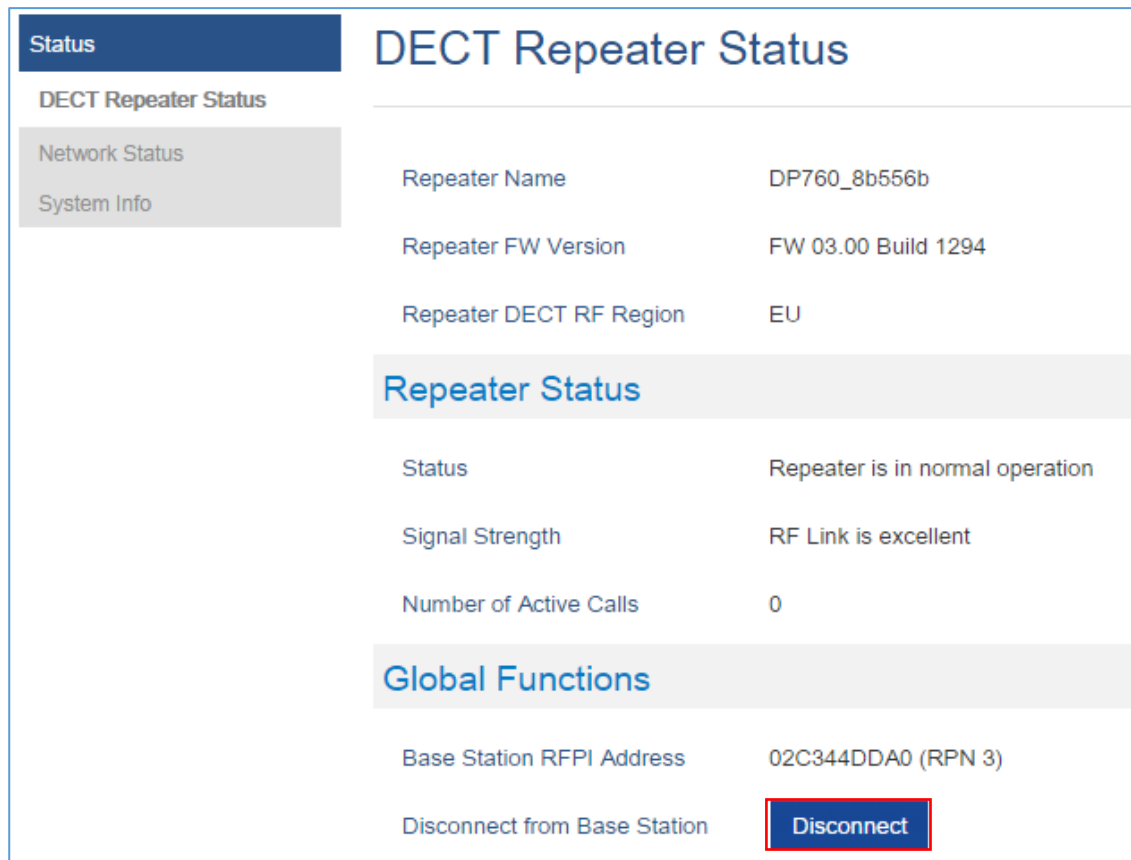 Status
DECT Repeater Status
Network Status
System Info
DECT Repeater Status
Repeater Name DP760_8b556b
Repeater FW Version FW 03.00 Build 1294
Repeater DECT RF Region EU
Repeater Status
Status Repeater is in normal operation
Signal Strength RF Link is excellent
Number of Active Calls 0
Global Functions
Base Station RFPI Address 02C344DDA0 (RPN 3)
Disconnect from Base Station Disconnect